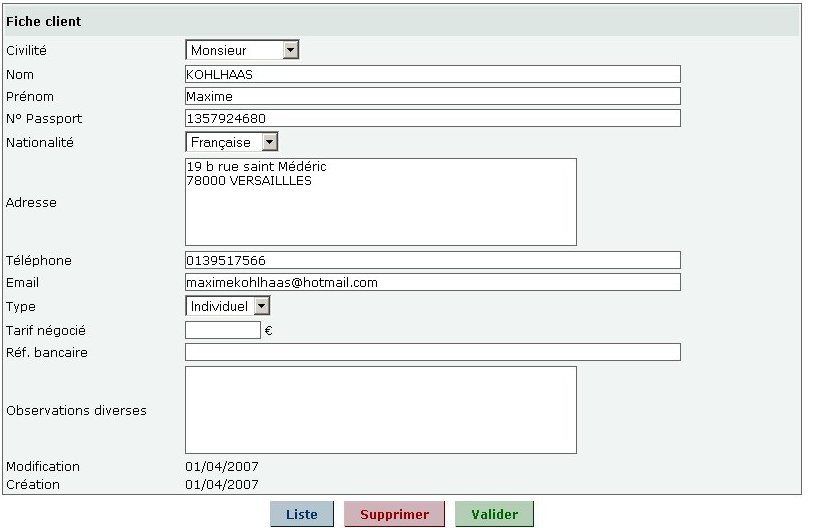 Fiche client
Civilité Monsieur
Nom KOHLHAAS
Prénom Maxime
N° Passport 1357924680
Nationalité Française
19 b rue saint Médéric
78000 VERSAILLLES
Adresse
Téléphone 0139517566
Email maximekohlhaas@hotmail.com
Type Individuel
Tarif négocié €
Réf. bancaire
Observations diverses
Modification 01/04/2007
Création 01/04/2007
Liste Supprimer Valider